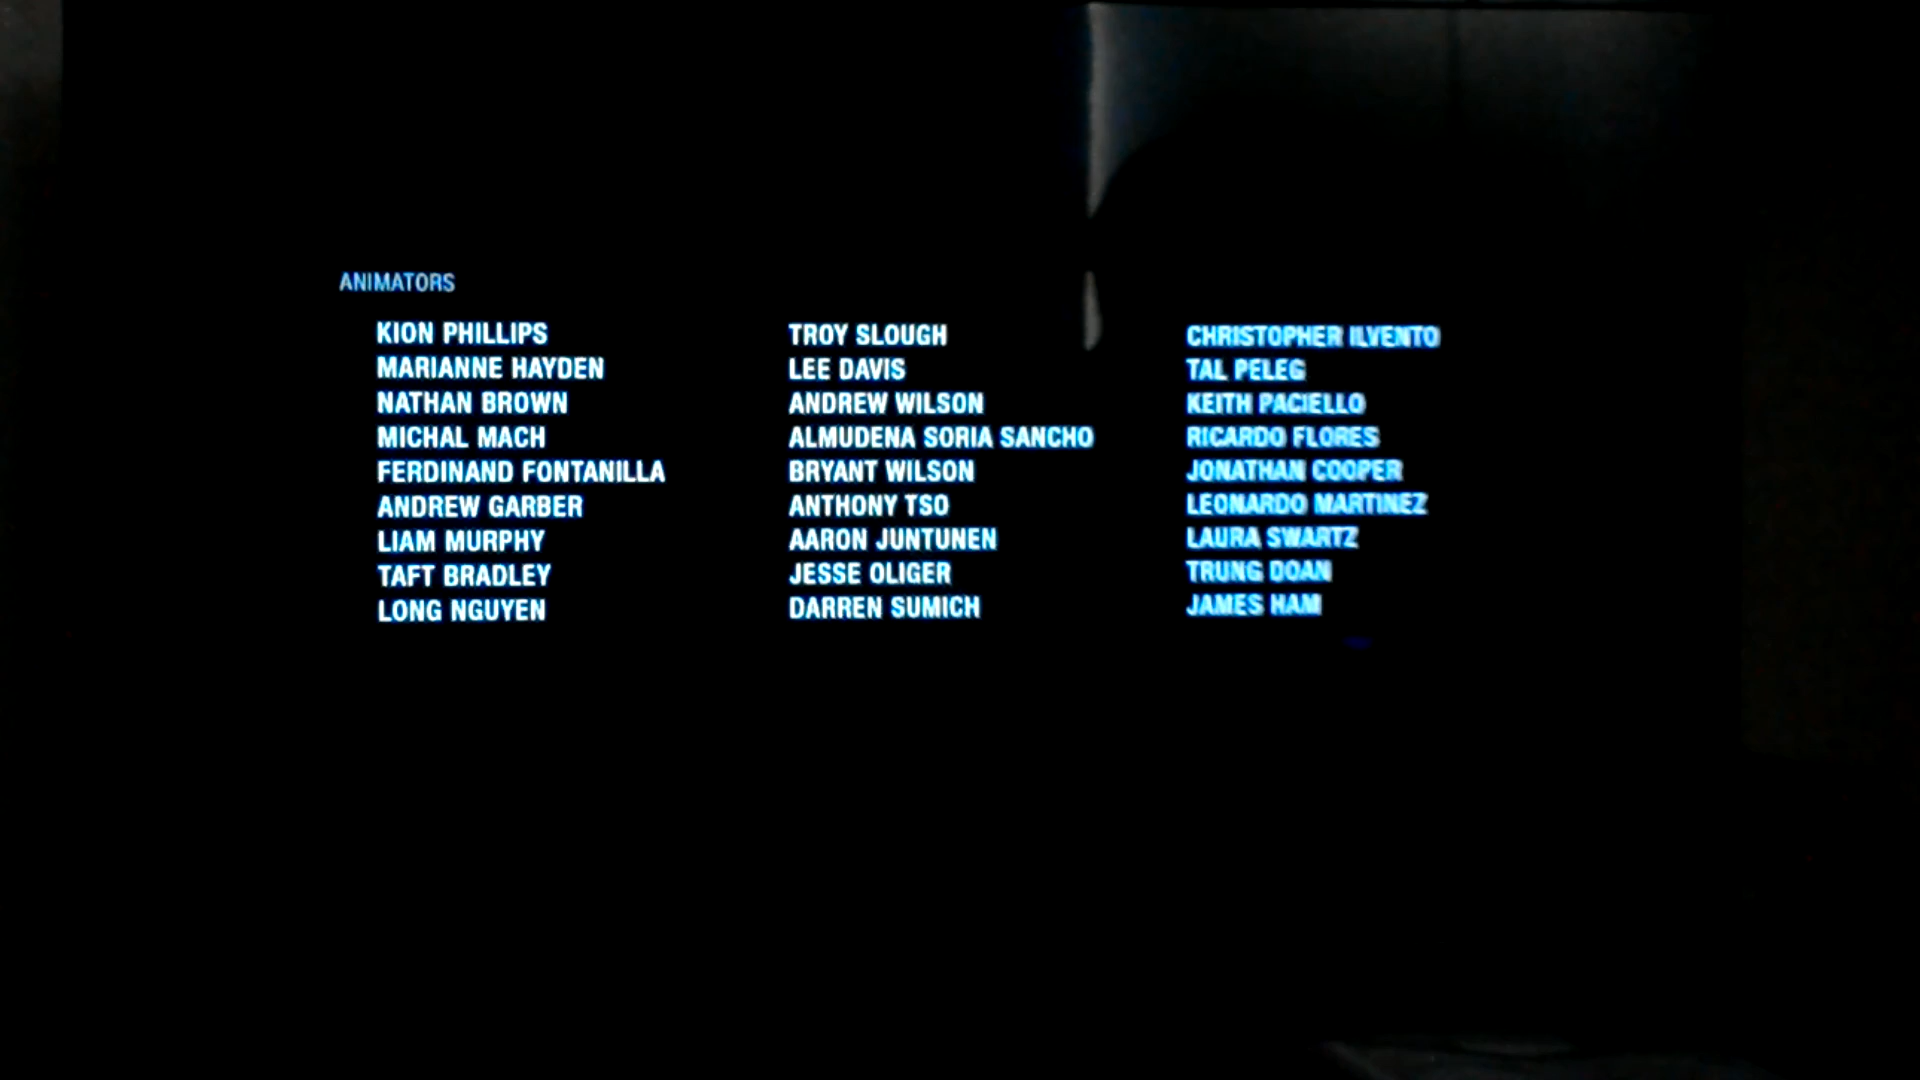 ANIMATORS
KION PHILLIPS
MARIANNE HAYDEN
NATHAN BROWN
MICHAL MACH
FERDINAND FONTANILLA
ANDREW GARBER
LIAM MURPHY
TAFT BRADLEY
LONG NGUYEN
TROY SLOUGH
LEE DAVIS
ANDREW WILSON
ALMUDENA SORIA SANCHO
BRYANT WILSON
ANTHONY TSO
AARON JUNTUNEN
JESSE OLIGER
DARREN SUMICH
CHRISTOPHER ILVENTO
TAL PELEG
KEITH PACIELLO
RICARDO FLORES
JONATHAN COOPER
LEONARDO MARTINEZ
LAURA SWARTZ
TRUNG DOAN
JAMES HAM